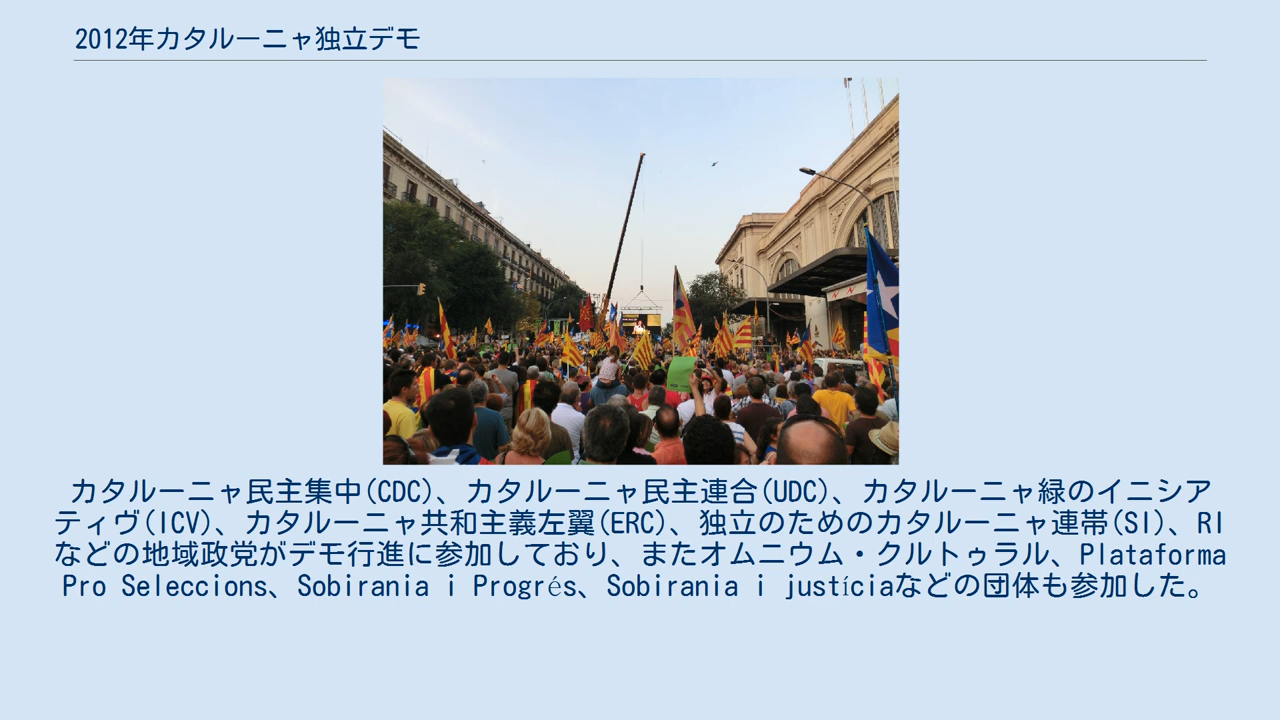 2012年カタルーニャ独立デモ
カタルーニャ民主集中(CDC)、カタルーニャ民主連合(UDC)、カタルーニャ緑のイニシア
ティヴ(ICV)、カタルーニャ共和主義左翼(ERC)、独立のためのカタルーニャ連帯(SI)、RI
などの地域政党がデモ行進に参加しており、またオムニウム・クルトゥラル、Plataforma
Pro Seleccions、Sobirania i Progrés、Sobirania i justíciaなどの団体も参加した。